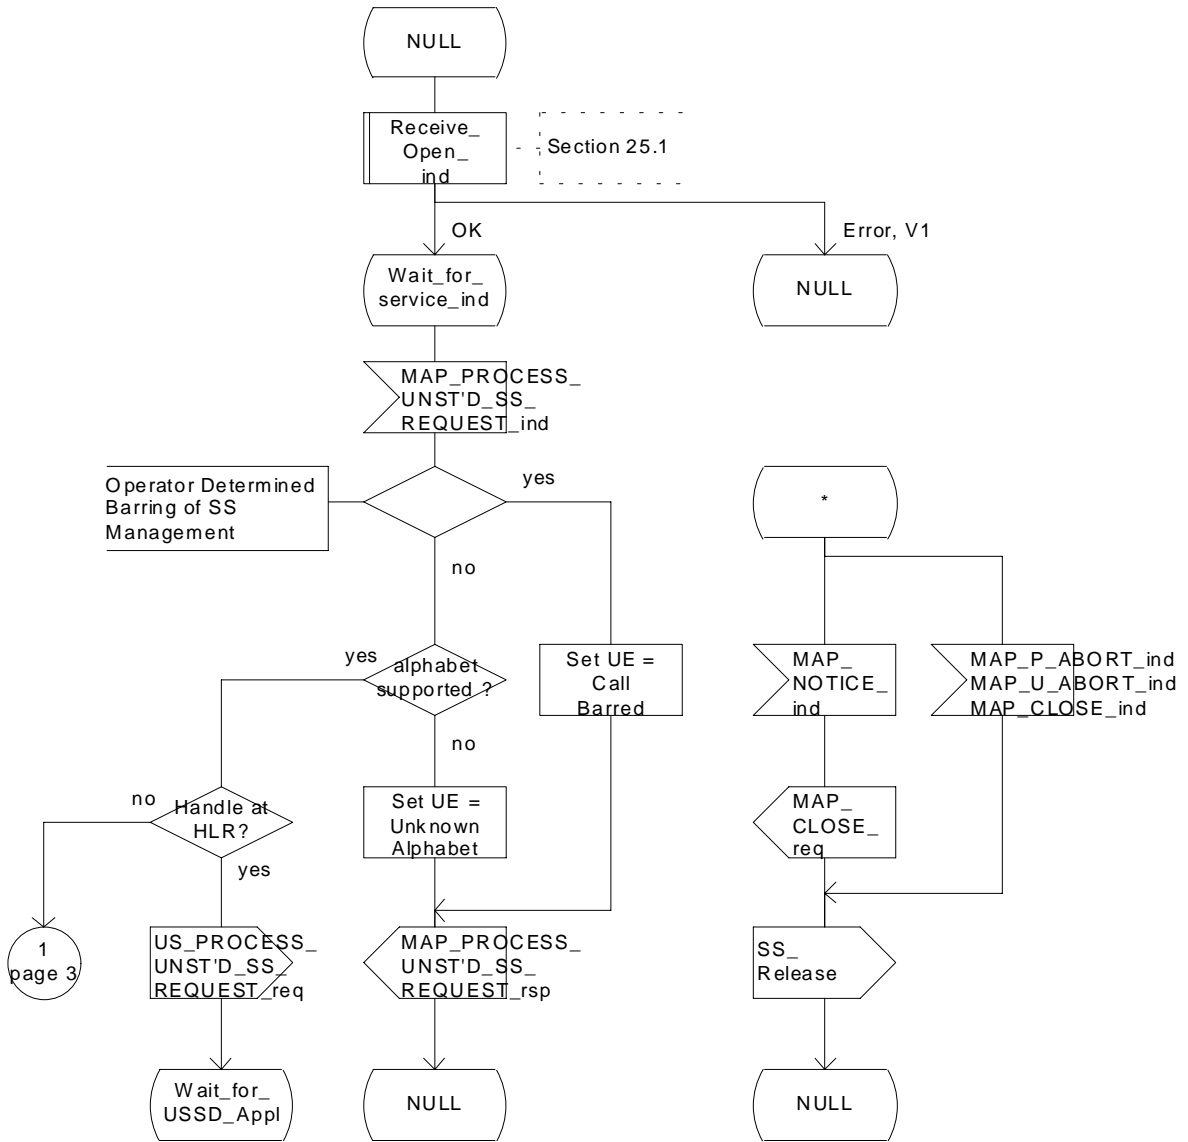 NULL
Receive_
Open_
ind
Section 25.1
OK
Error, V1
Wait_for_
service_ind
NULL
MAP_PROCESS_
UNST'D_SS_
REQUEST_ind
Operator Determined
Barring of SS
Management
yes
*
no
yes
alphabet
supported ?
Set UE =
Call
Barred
MAP_
NOTICE_
ind
MAP_P_ABORT_ind
MAP_U_ABORT_ind
MAP_CLOSE_ind
no
no
Handle at
HLR?
yes
Set UE =
Unknown
Alphabet
MAP_
CLOSE_
req
1
page 3
US_PROCESS_
UNST'D_SS_
REQUEST_req
MAP_PROCESS_
UNST'D_SS_
REQUEST_rsp
SS_
Release
Wait_for_
USSD_Appl
NULL
NULL